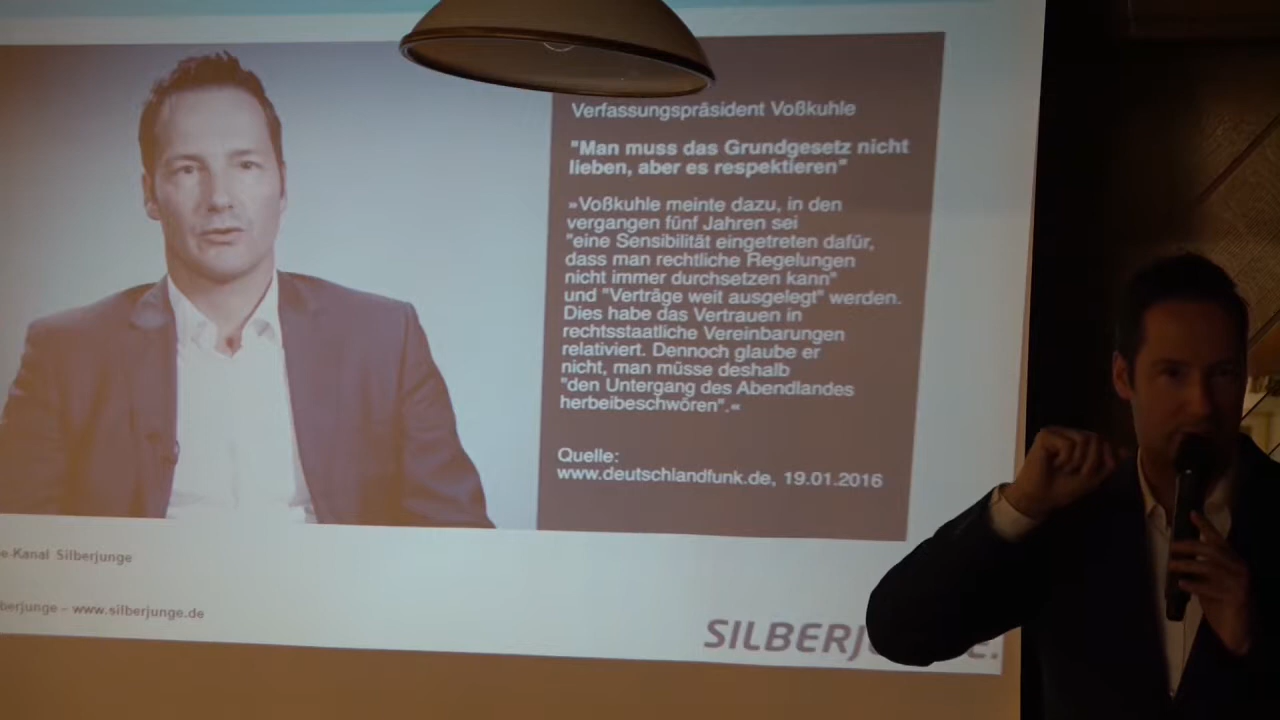 Verfassungspräsident Voßkuhle
"Man muss das Grundgesetz nicht
lieben, aber es respektieren"
»Voßkuhle meinte dazu, in den
vergangen fünf Jahren sei
"eine Sensibilität eingetreten dafür,
dass man rechtliche Regelungen
nicht immer durchsetzen kann"
und "Verträge weit ausgelegt" werden.
Dies habe das Vertrauen in
rechtsstaatliche Vereinbarungen
relativiert. Dennoch glaube er
nicht, man müsse deshalb
"den Untergang des Abendlandes
herbeibeschwören".«
Quelle:
www.deutschlandfunk.de, 19.01.2016
e-Kanal Silberjunge
berjunge – www.silberjunge.de
SILBERJ